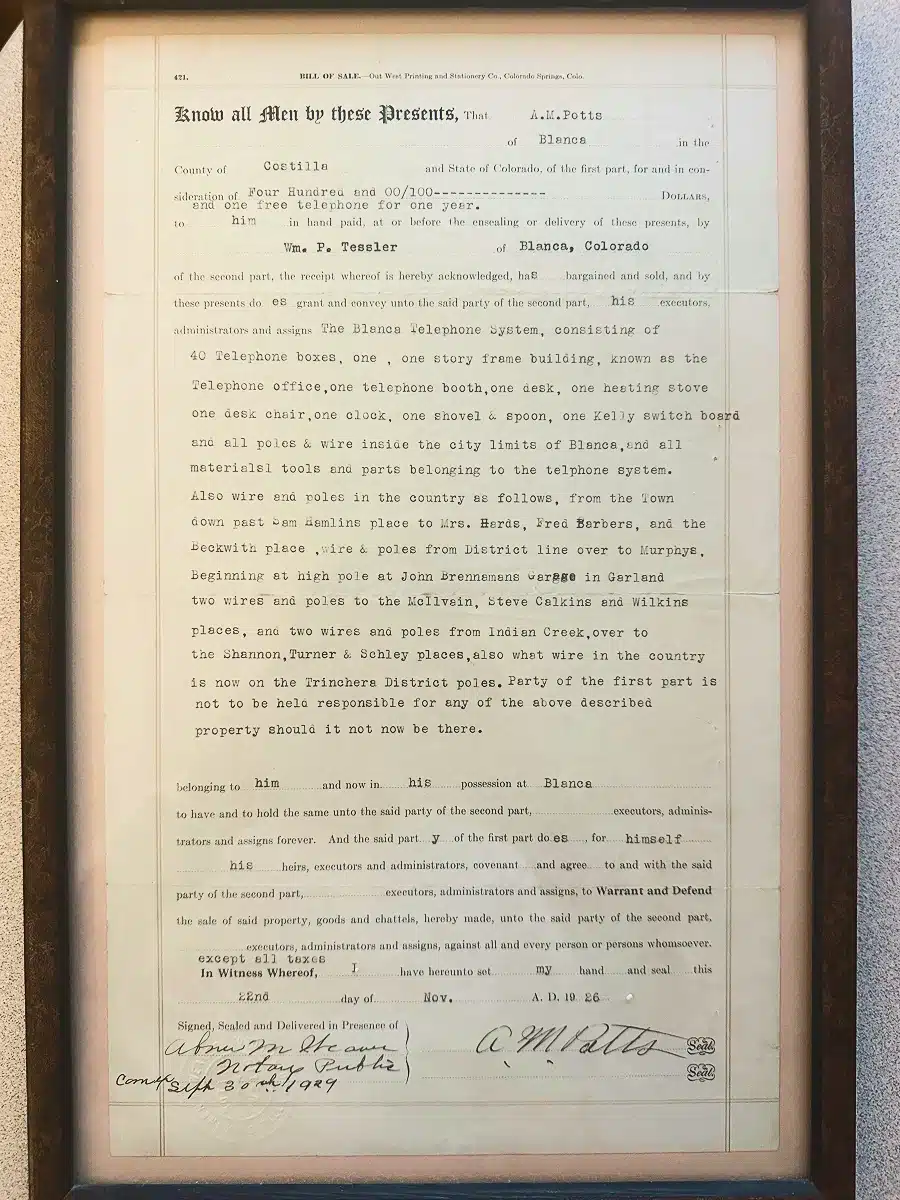 421. BILL OF SALE.—Out West Printing and Stationery Co., Colorado Springs, Colo.
Know all Men by these Presents, That A.M.Potts
of Blanca in the
County of Costilla and State of Colorado, of the first part, for and in con-
sideration of Four Hundred and 00/100-------------- DOLLARS,
and one free telephone for one year.
to him in hand paid, at or before the ensealing or delivery of these presents, by
Wm. P. Tessler of Blanca, Colorado
of the second part, the receipt whereof is hereby acknowledged, has bargained and sold, and by
these presents do es grant and convey unto the said party of the second part, his executors,
administrators and assigns The Blanca Telephone System, consisting of
40 Telephone boxes, one , one story frame building, known as the
Telephone office,one telephone booth,one desk, one heating stove
one desk chair,one clock, one shovel & spoon, one Kelly switch board
and all poles & wire inside the city limits of Blanca,and all
materialsl tools and parts belonging to the telphone system.
Also wire and poles in the country as follows, from the Town
down past Sam Hamlins place to Mrs. Hards, Fred Barbers, and the
Beckwith place ,wire & poles from District line over to Murphys,
Beginning at high pole at John Brennamans Garage in Garland
two wires and poles to the McIlvain, Steve Calkins and Wilkins
places, and two wires and poles from Indian Creek,over to
the Shannon,Turner & Schley places,also what wire in the country
is now on the Trinchera District poles. Party of the first part is
not to be held responsible for any of the above described
property should it not now be there.
belonging to him and now in his possession at Blanca
to have and to hold the same unto the said party of the second part, executors, adminis-
trators and assigns forever. And the said part y of the first part do es , for himself
his heirs, executors and administrators, covenant and agree to and with the said
party of the second part, executors, administrators and assigns, to Warrant and Defend
the sale of said property, goods and chattels, hereby made, unto the said party of the second part,
executors, administrators and assigns, against all and every person or persons whomsoever.
except all taxes
In Witness Whereof, I have hereunto set my hand and seal this
22nd day of Nov. A. D. 19 26
Signed, Sealed and Delivered in Presence of
Abner M A M Potts Seal
Notary Public Seal
Comex Sept 30th 1929